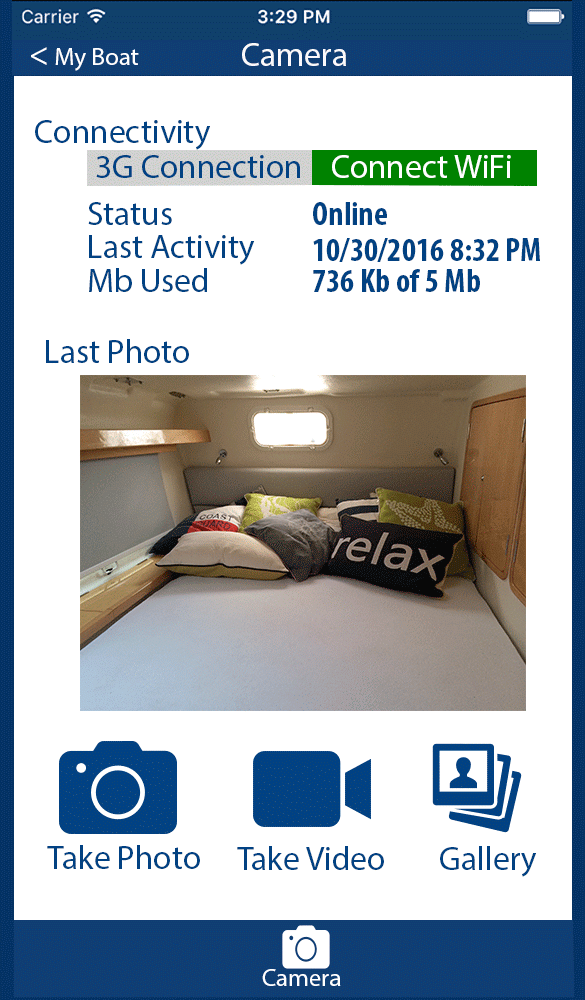 Carrier 3:29 PM
< My Boat Camera
Connectivity
3G Connection Connect WiFi
Status Online
Last Activity 10/30/2016 8:32 PM
Mb Used 736 Kb of 5 Mb
Last Photo
COAST
relax
Take Photo Take Video Gallery
Camera